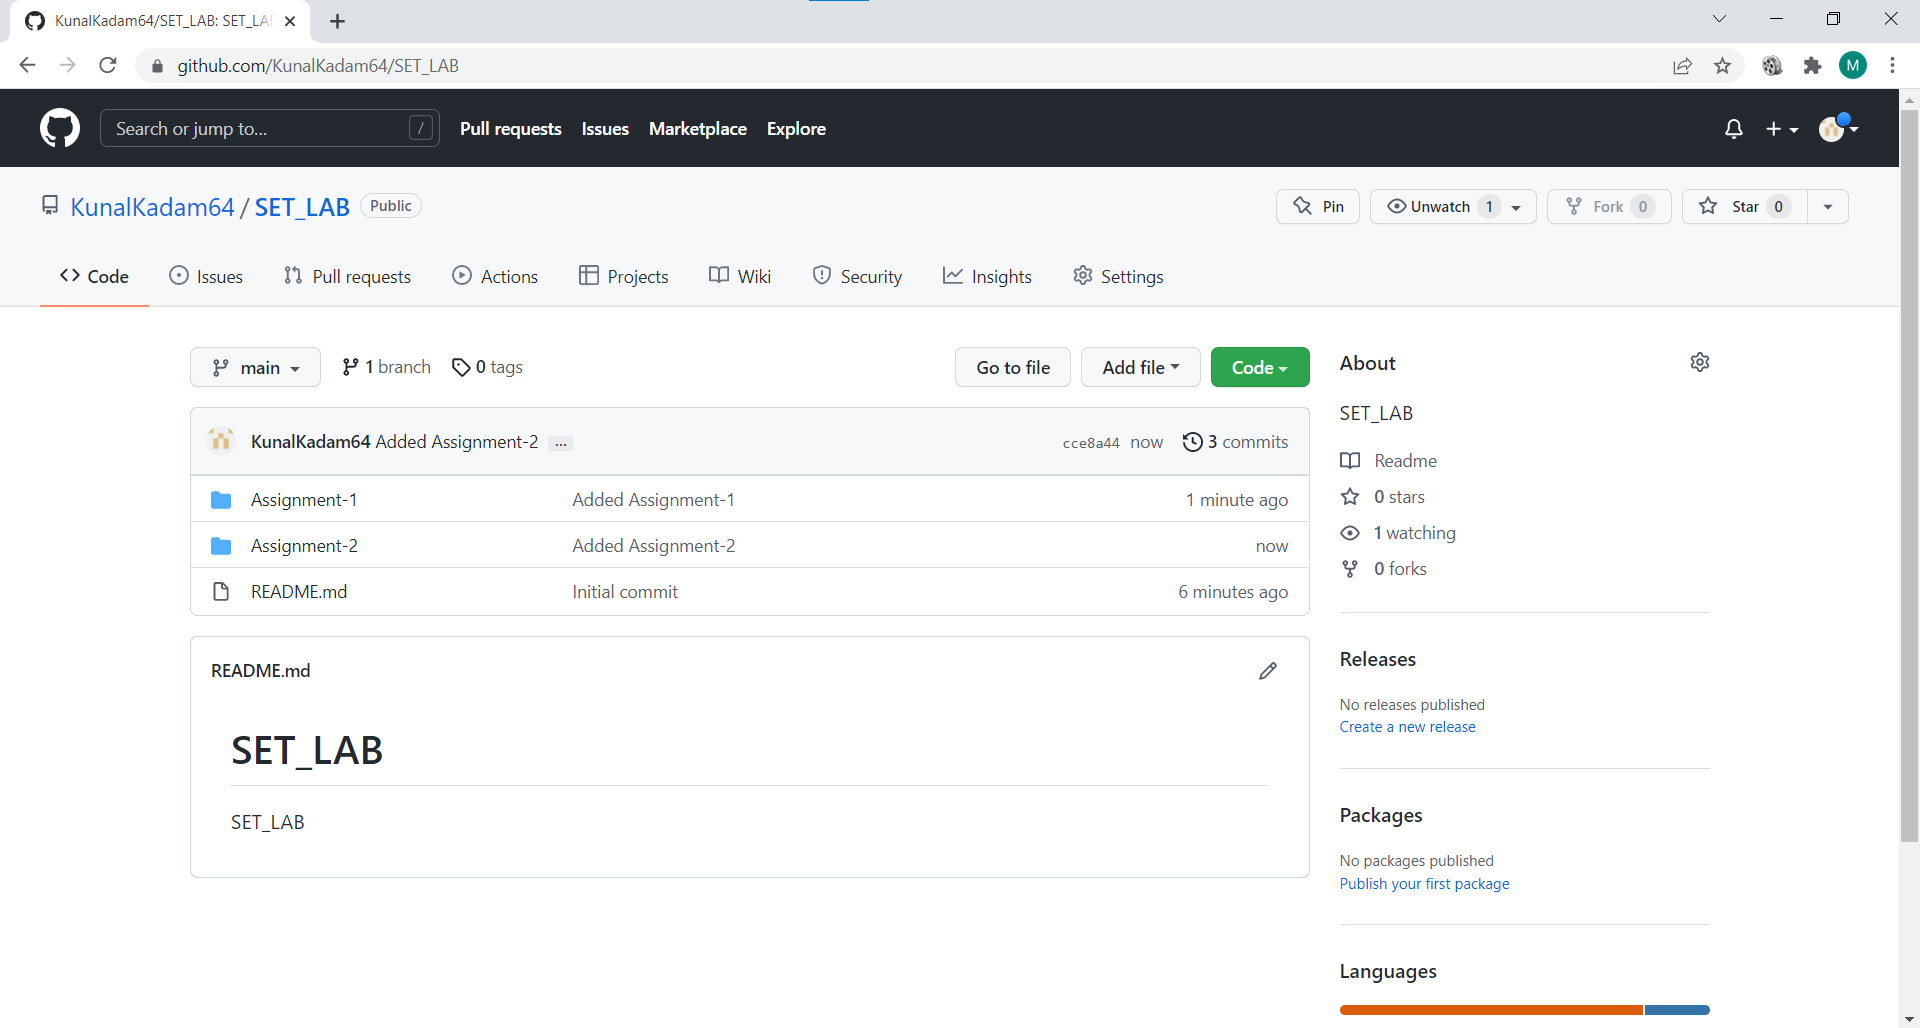 KunalKadam64/SET_LAB: SET_LA
github.com/KunalKadam64/SET_LAB
M
Search or jump to... /
Pull requests Issues Marketplace Explore
KunalKadam64 / SET_LAB Public
Pin Unwatch 1 Fork 0 Star 0
Code Issues Pull requests Actions Projects Wiki Security Insights Settings
main 1 branch 0 tags Go to file Add file Code
KunalKadam64 Added Assignment-2 ... cce8a44 now 3 commits
Assignment-1 Added Assignment-1 1 minute ago
Assignment-2 Added Assignment-2 now
README.md Initial commit 6 minutes ago
README.md
SET_LAB
SET_LAB
About
SET_LAB
Readme
0 stars
1 watching
0 forks
Releases
No releases published
Create a new release
Packages
No packages published
Publish your first package
Languages